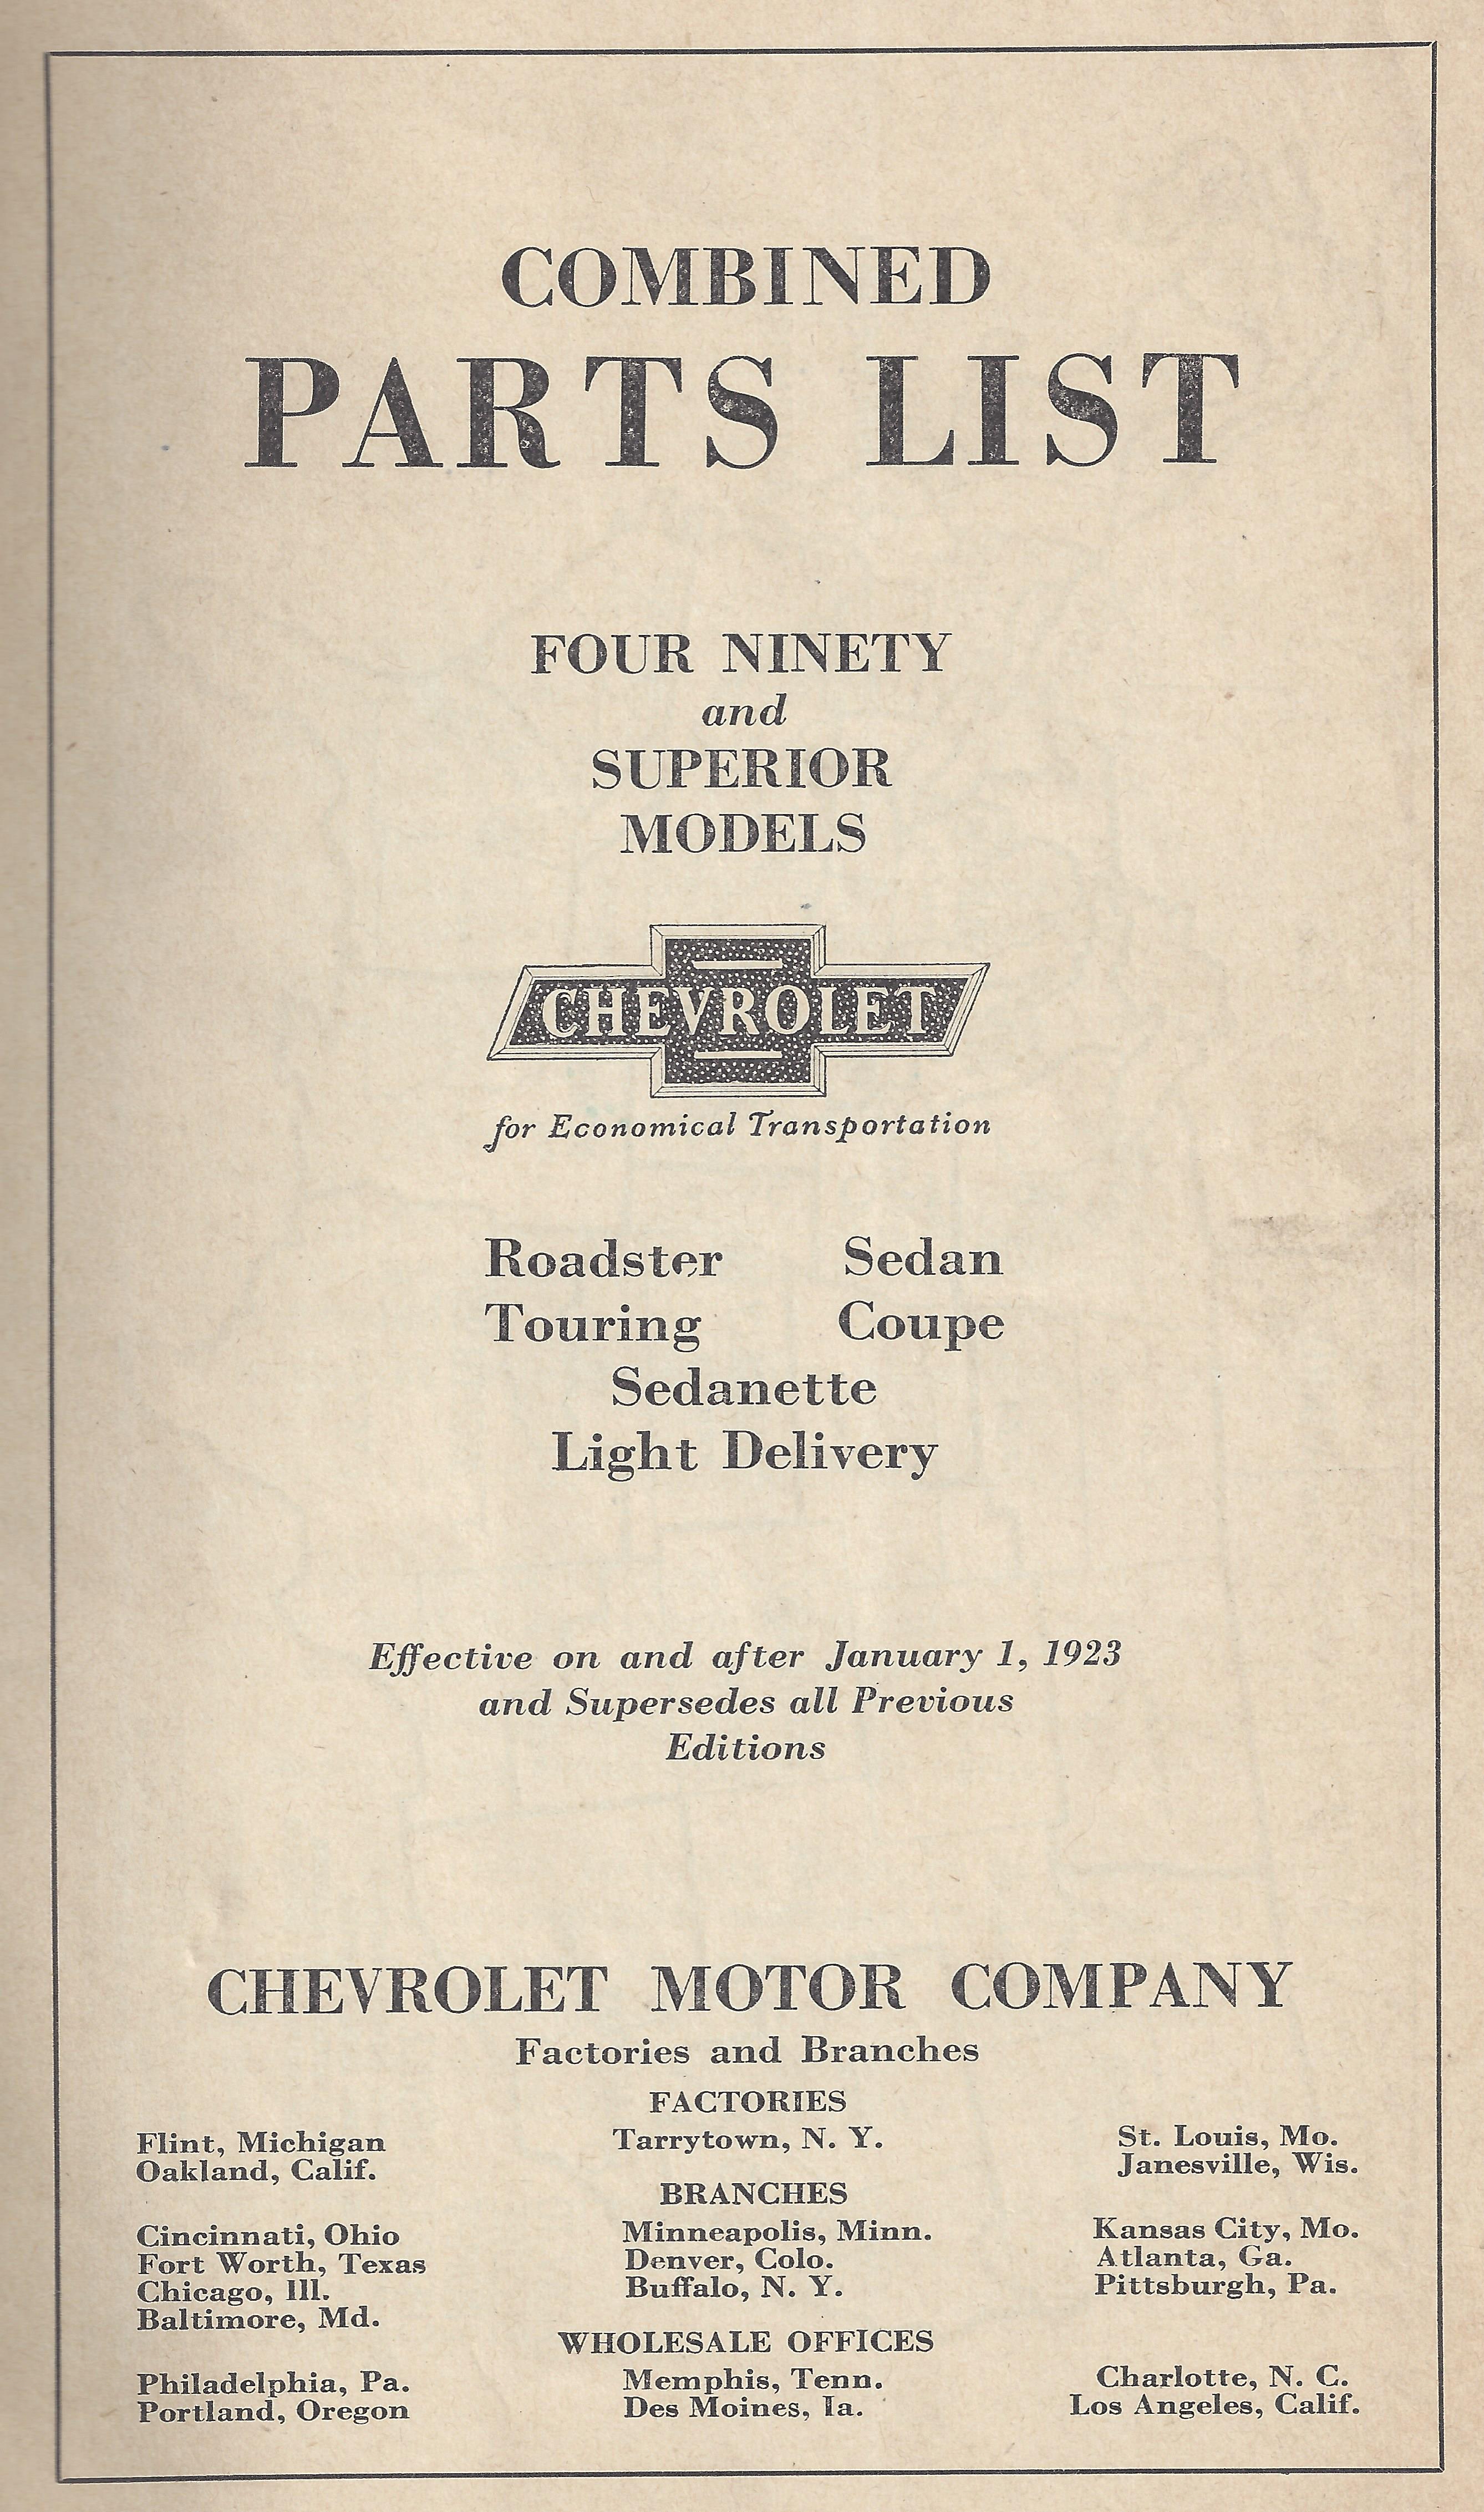 COMBINED
PARTS LIST
FOUR NINETY
and
SUPERIOR
MODELS
CHEVROLET
for Economical Transportation
Roadster Sedan
Touring Coupe
Sedanette
Light Delivery
Effective on and after January 1, 1923
and Supersedes all Previous
Editions
CHEVROLET MOTOR COMPANY
Factories and Branches
FACTORIES
Flint, Michigan Tarrytown, N. Y. St. Louis, Mo.
Oakland, Calif. Janesville, Wis.
BRANCHES
Cincinnati, Ohio Minneapolis, Minn. Kansas City, Mo.
Fort Worth, Texas Denver, Colo. Atlanta, Ga.
Chicago, Ill. Buffalo, N. Y. Pittsburgh, Pa.
Baltimore, Md.
WHOLESALE OFFICES
Philadelphia, Pa. Memphis, Tenn. Charlotte, N. C.
Portland, Oregon Des Moines, Ia. Los Angeles, Calif.